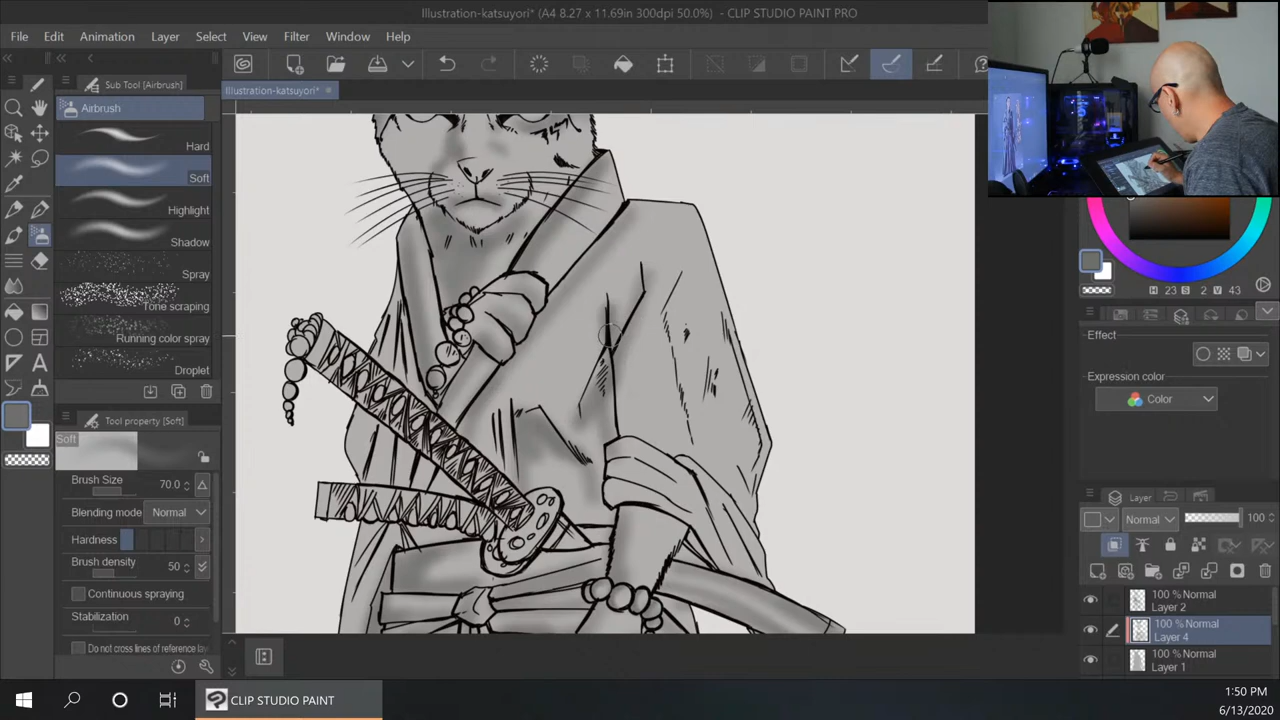 Illustration-katsuyori* (A4 8.27 x 11.69in 300dpi 50.0%) - CLIP STUDIO PAINT PRO
File Edit Animation Layer Select View Filter Window Help
Sub Tool [Airbrush]
Illustration-katsuyori*
Airbrush
Hard
Soft
Highlight
Shadow
Spray
Tone scraping
Running color spray
Droplet
Tool property [Soft]
Soft
Brush Size 70.0
Blending mode Normal
Hardness
Brush density 50
Continuous spraying
Stabilization 0
Do not cross lines of reference lay
H 23 S 2 V 43
Effect
Expression color
Color
Layer
Normal 100
100 % Normal
Layer 2
100 % Normal
Layer 4
100 % Normal
Layer 1
CLIP STUDIO PAINT
1:50 PM
6/13/2020